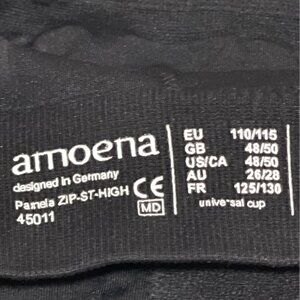 amoena
designed in Germany
Pamela ZIP-ST-HIGH CE
45011 MD
EU 110/115
GB 48/50
US/CA 48/50
AU 26/28
FR 125/130
universal cup